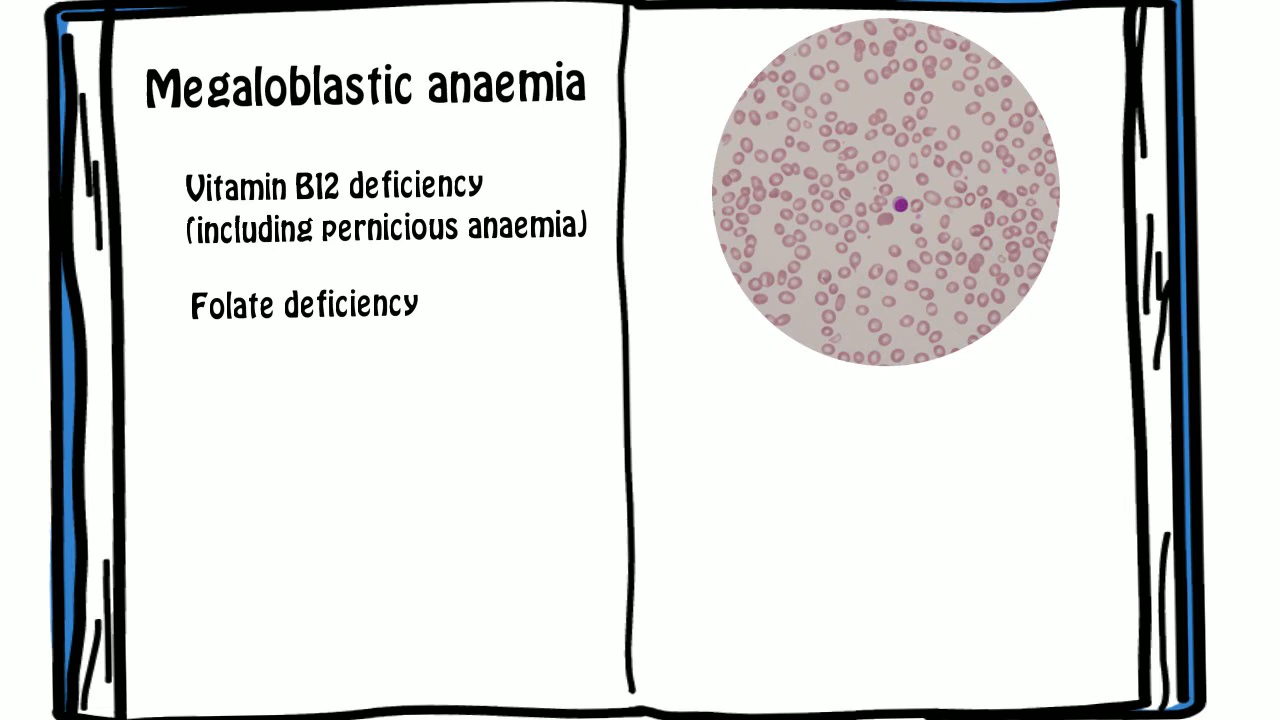 Megaloblastic anaemia
Vitamin B12 deficiency
(including pernicious anaemia)
Folate deficiency